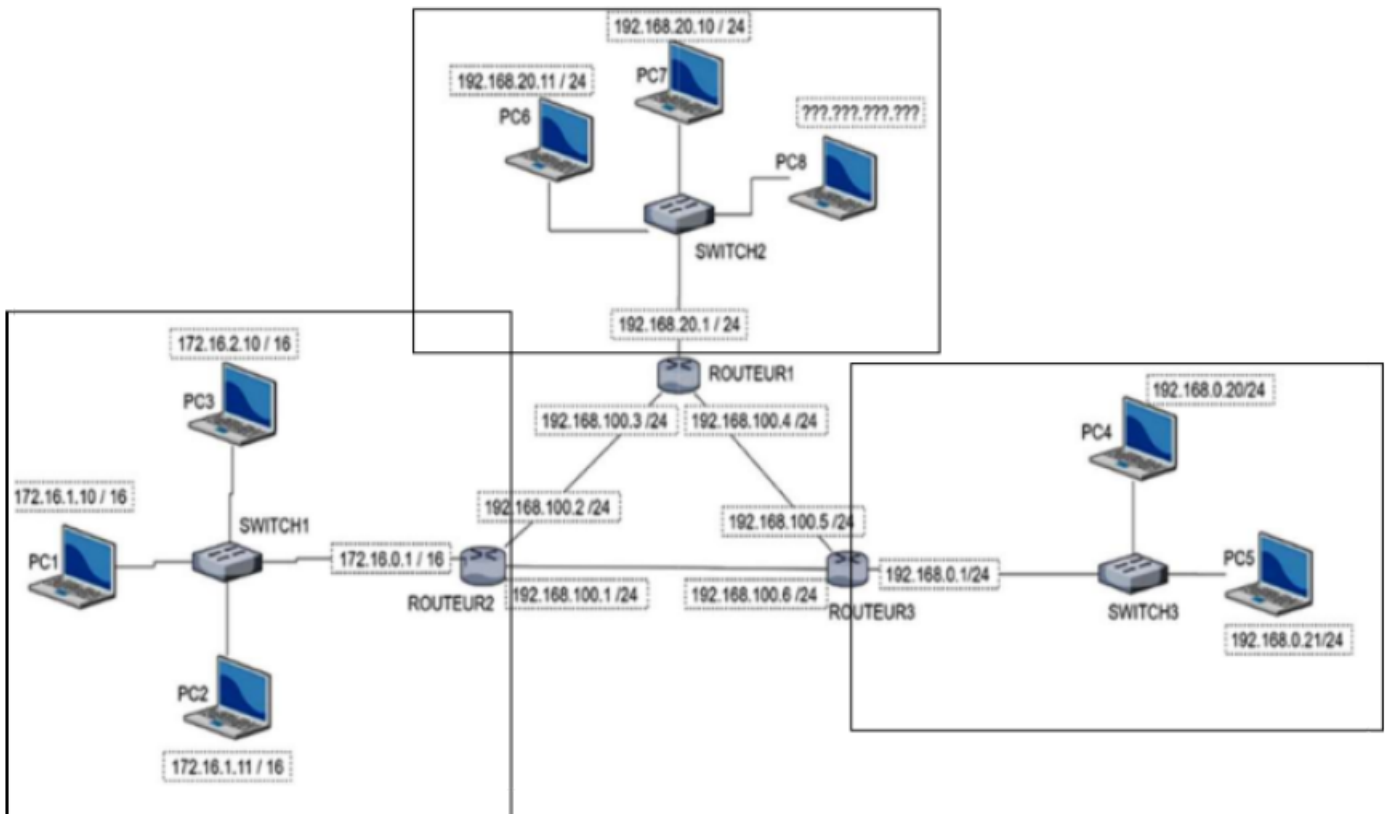 192.168.20.10 / 24
PC7
192.168.20.11 / 24
PC6
???.???.???.???
PC8
SWITCH2
192.168.20.1 / 24
ROUTEUR1
192.168.100.3 /24
192.168.100.4 /24
172.16.2.10 / 16
PC3
172.16.1.10 / 16
SWITCH1
PC1
172.16.0.1 / 16
192.168.100.2 /24
ROUTEUR2
192.168.100.1 /24
PC2
172.16.1.11 / 16
192.168.100.5 /24
192.168.100.6 /24
ROUTEUR3
192.168.0.1/24
192.168.0.20/24
PC4
PC5
SWITCH3
192.168.0.21/24